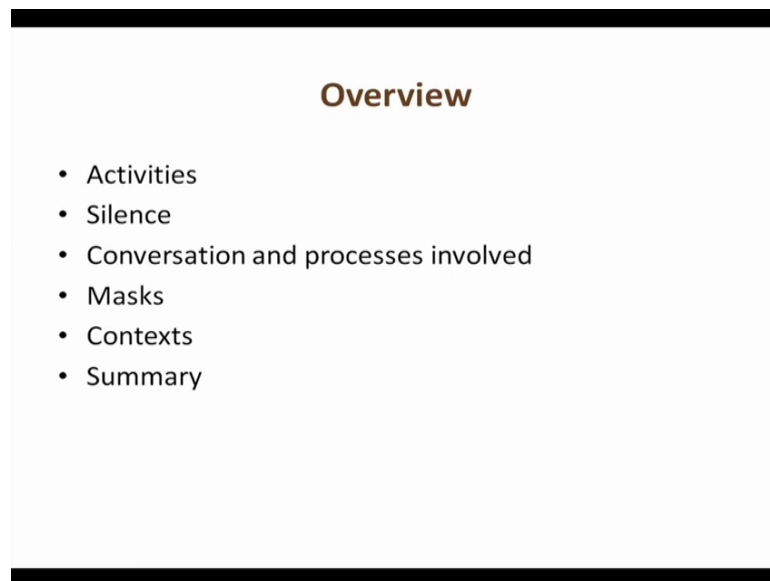 Overview
• Activities
• Silence
• Conversation and processes involved
• Masks
• Contexts
• Summary